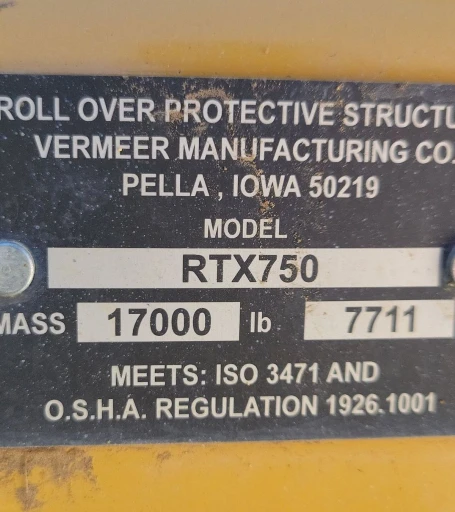 ROLL OVER PROTECTIVE STRUCTU
VERMEER MANUFACTURING CO.
PELLA , IOWA 50219
MODEL
RTX750
MASS 17000 lb 7711
MEETS: ISO 3471 AND
O.S.H.A. REGULATION 1926.1001